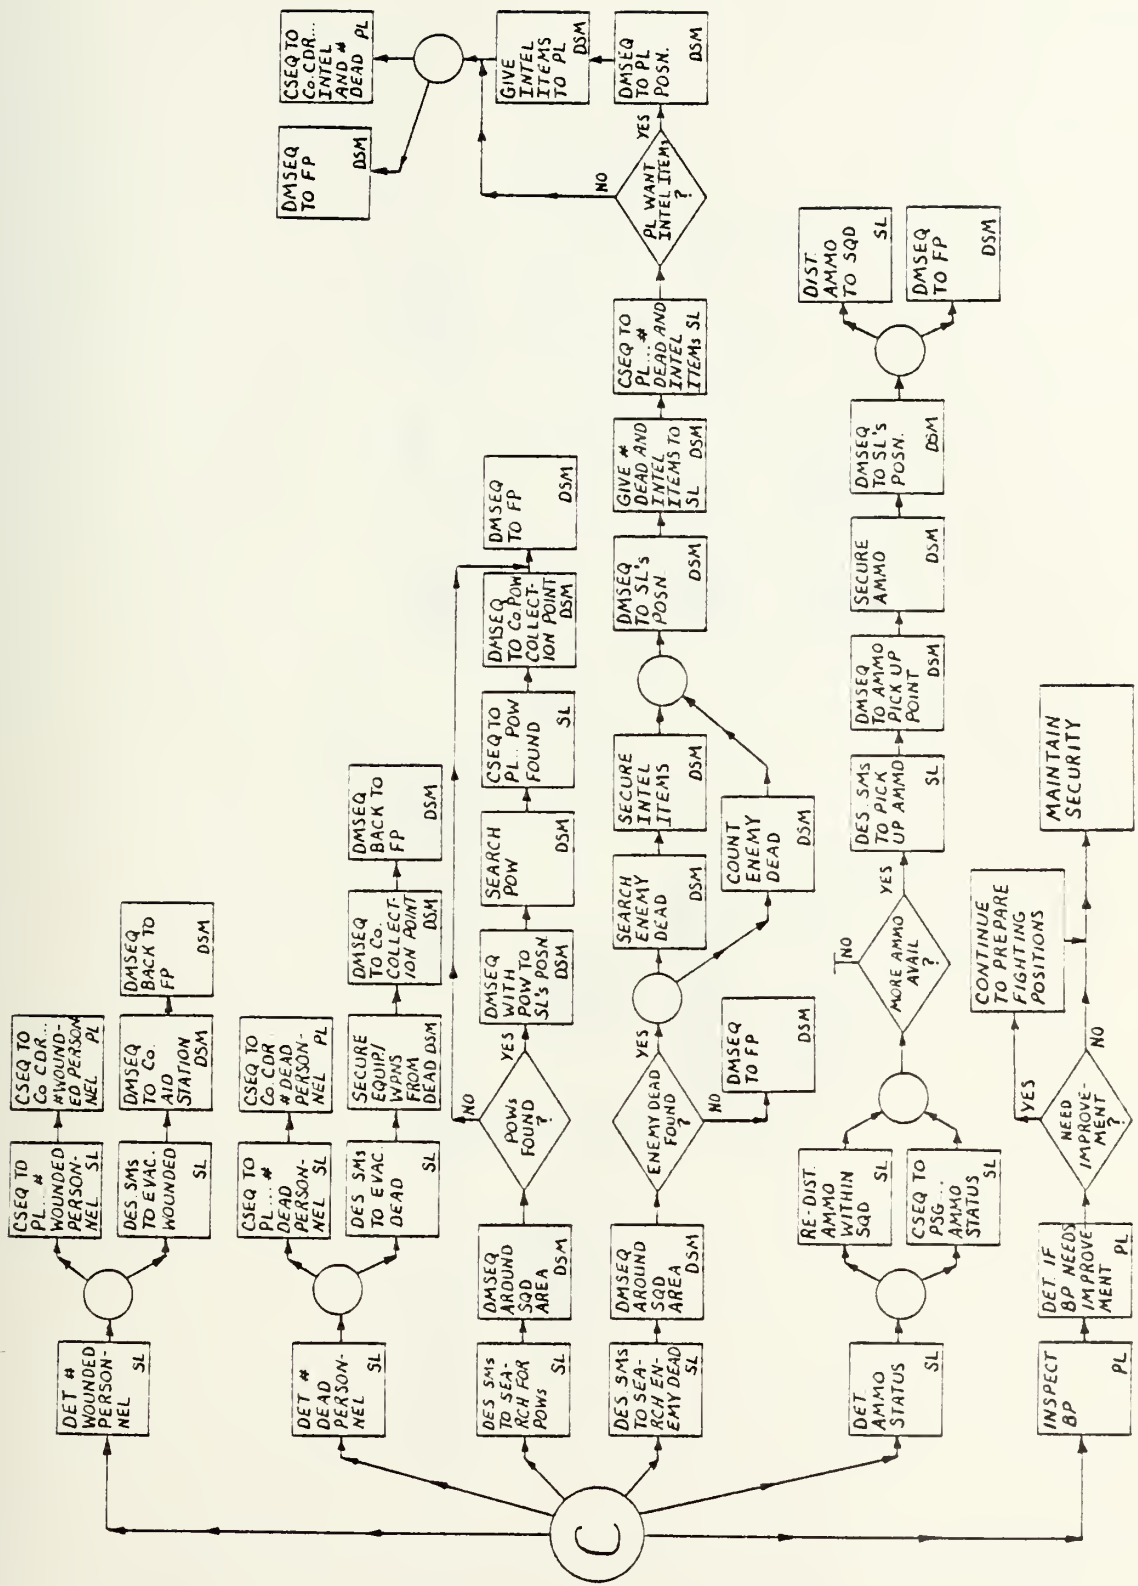 C
DET #
WOUNDED
PERSON-
NEL
SL
CSEQ TO
PL... #
WOUNDED
PERSON-
NEL SL
CSEQ TO
Co CDR...
#WOUND-
ED PERSON
NEL PL
DES. SMS
TO EVAC.
WOUNDED
SL
DMSEQ
TO Co.
AID
STATION
DSM
DMSEQ
BACK TO
FP
DSM
DET #
DEAD
PERSON-
NEL
SL
CSEQ TO
PL... #
DEAD
PERSON-
NEL SL
CSEQ TO
Co. CDR
# DEAD
PERSON-
NEL PL
DES SMs
TO EVAC
DEAD
SL
SECURE
EQUIP/
WPNS
FROM
DEAD DSM
DMSEQ
TO Co.
COLLECT-
ION POINT
DSM
DMSEQ
BACK TO
FP
DSM
DES SMs
TO SEA-
RCH FOR
POWs
SL
DMSEQ
AROUND
SQD
AREA
DSM
POWs
FOUND
?
NO
YES
DMSEQ
WITH
POW TO
SL's POSN.
DSM
SEARCH
POW
DSM
CSEQ TO
PL... POW
FOUND
SL
DMSEQ
TO Co. POW
COLLECT-
ION POINT
DSM
DMSEQ
TO FP
DSM
DES SMs
TO SEA-
RCH EN-
EMY DEAD
SL
DMSEQ
AROUND
SQD
AREA
DSM
ENEMY DEAD
FOUND
?
YES
NO
DMSEQ
TO FP
DSM
SEARCH
ENEMY
DEAD
DSM
SECURE
INTEL
ITEMS
DSM
COUNT
ENEMY
DEAD
DSM
DMSEQ
TO SL's
POSN.
DSM
GIVE #
DEAD AND
INTEL
ITEMS TO
SL DSM
CSEQ TO
PL... #
DEAD AND
INTEL
ITEMS SL
PL WANT
INTEL ITEMS
?
NO
YES
DMSEQ
TO PL
POSN.
DSM
GIVE
INTEL
ITEMS
TO PL
DSM
DMSEQ
TO FP
DSM
CSEQ TO
Co. CDR...
INTEL
AND #
DEAD PL
DET
AMMO
STATUS
SL
RE-DIST.
AMMO
WITHIN
SQD
SL
CSEQ TO
PSG...
AMMO
STATUS
SL
MORE AMMO
AVAIL
?
NO
YES
DES. SMs
TO PICK
UP AMMO
SL
DMSEQ
TO AMMO
PICK UP
POINT
DSM
SECURE
AMMO
DSM
DMSEQ
TO SL's
POSN.
DSM
DIST.
AMMO
TO SQD
SL
DMSEQ
TO FP
DSM
INSPECT
BP
PL
DET. IF
BP NEEDS
IMPROVE-
MENT
PL
NEED
IMPROVE-
MENT
?
YES
NO
CONTINUE
TO PREPARE
FIGHTING
POSITIONS
MAINTAIN
SECURITY